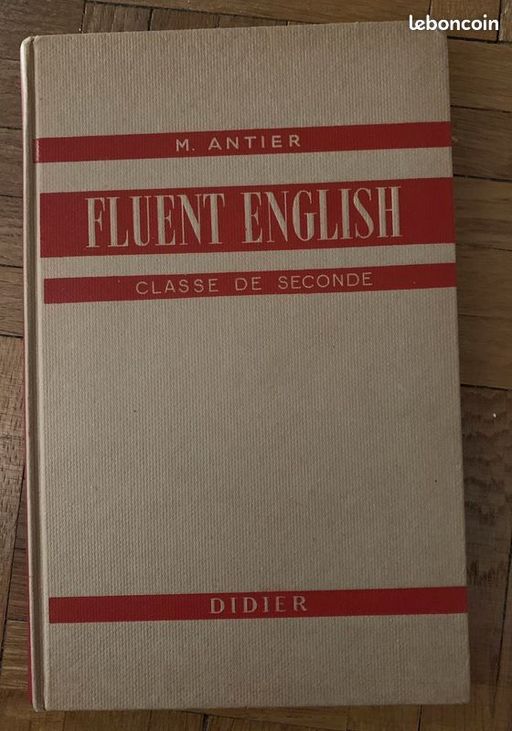 leboncoin
M. ANTIER
FLUENT ENGLISH
CLASSE DE SECONDE
DIDIER